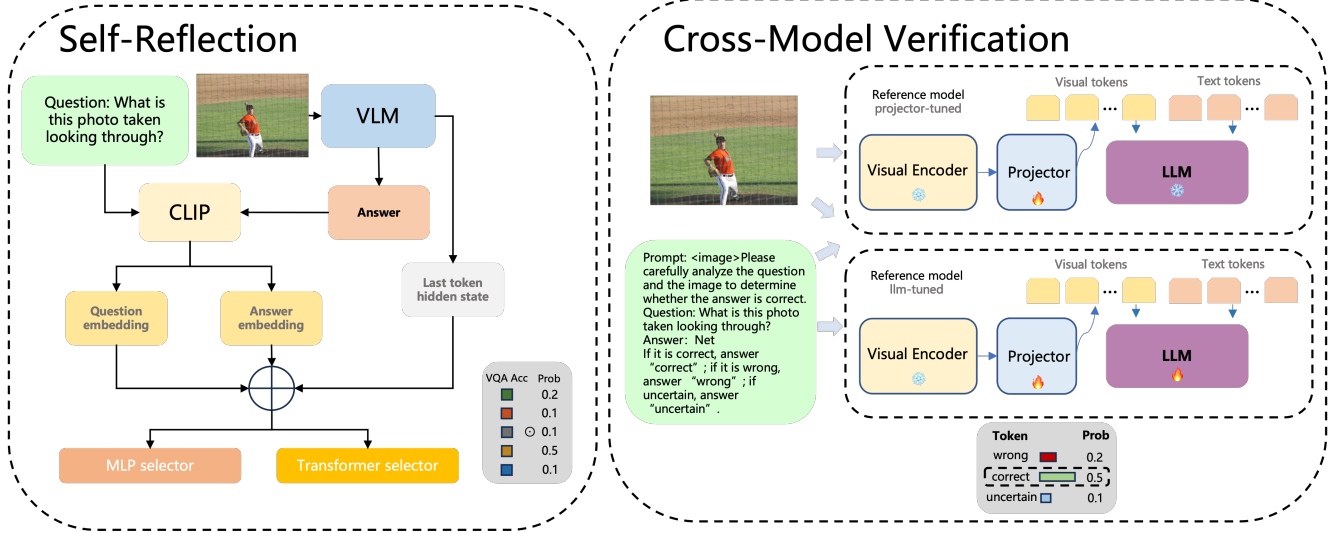 Self-Reflection
Question: What is
this photo taken
looking through?
VLM
CLIP
Answer
Last token
hidden state
Question
embedding
Answer
embedding
VQA Acc Prob
0.2
0.1
⊙ 0.1
0.5
0.1
MLP selector
Transformer selector
Cross-Model Verification
Reference model
projector-tuned
Visual tokens
Text tokens
...
...
Visual Encoder
Projector
LLM
Prompt: <image>Please
carefully analyze the question
and the image to determine
whether the answer is correct.
Question: What is this photo
taken looking through?
Answer: Net
If it is correct, answer
“correct” ; if it is wrong,
answer “wrong” ; if
uncertain, answer
“uncertain” .
Reference model
llm-tuned
Visual tokens
Text tokens
...
...
Visual Encoder
Projector
LLM
Token Prob
wrong 0.2
correct 0.5
uncertain 0.1